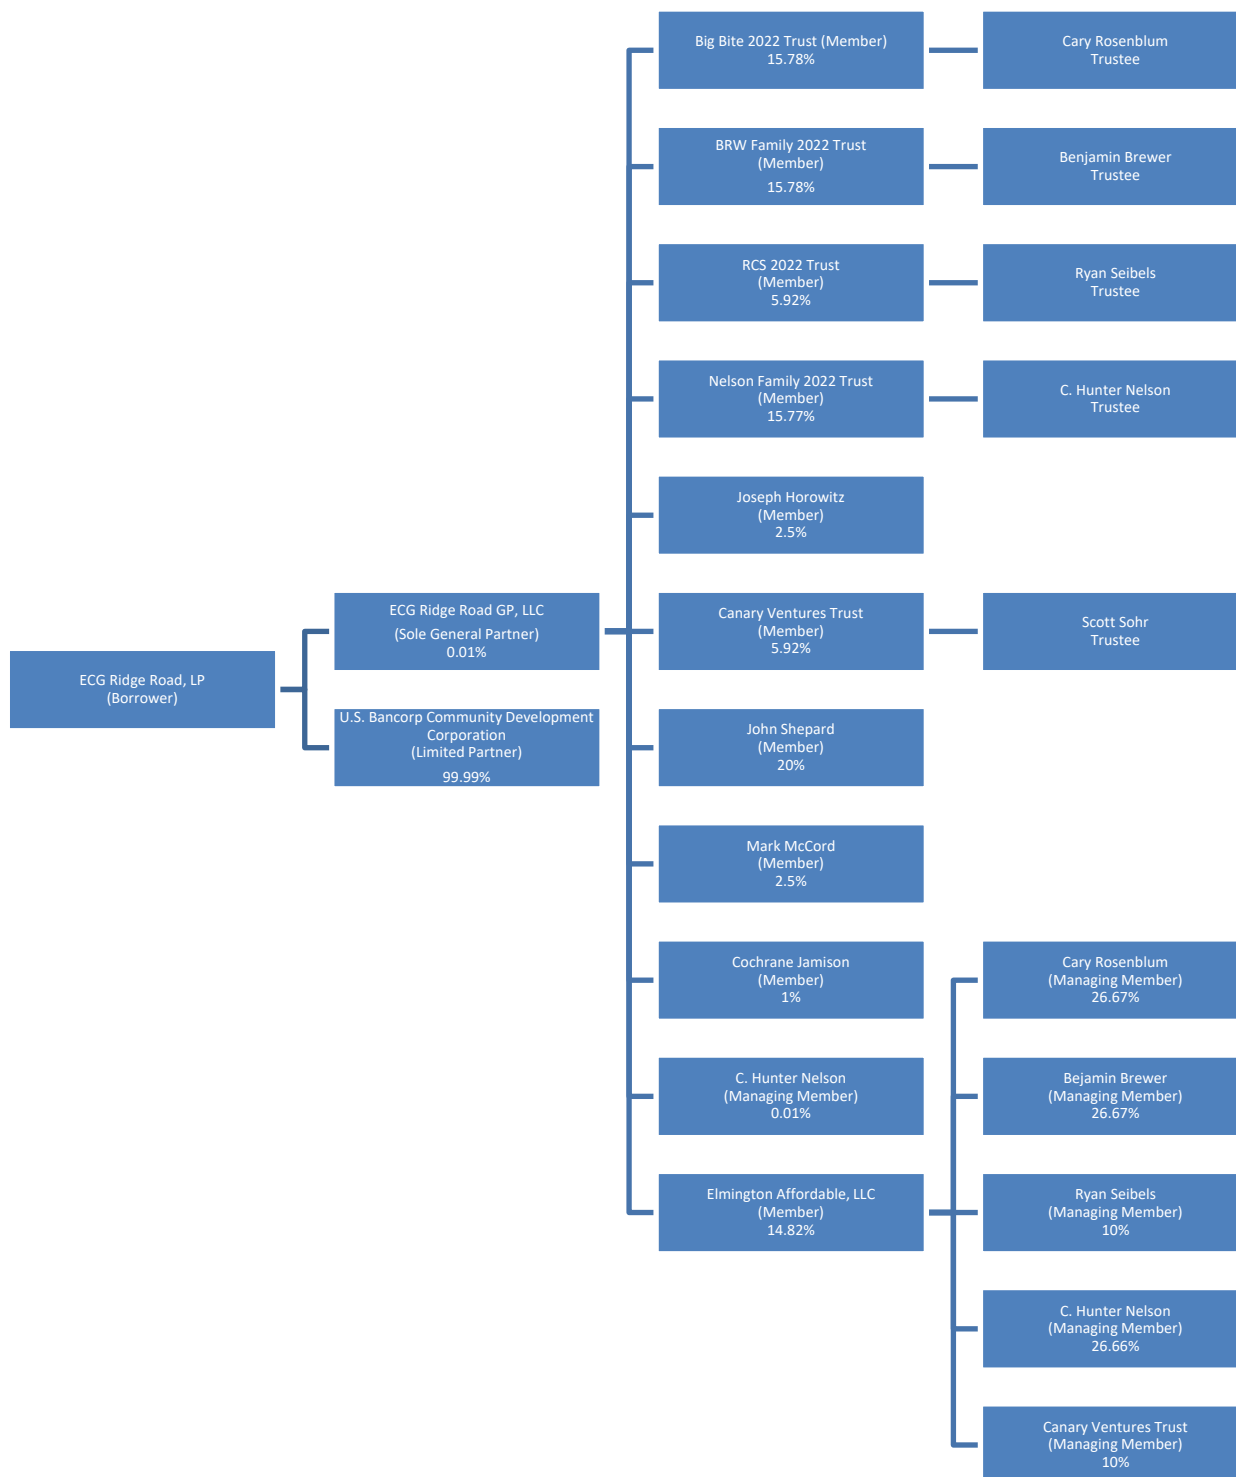 ECG Ridge Road, LP
(Borrower)
ECG Ridge Road GP, LLC
(Sole General Partner)
0.01%
U.S. Bancorp Community Development
Corporation
(Limited Partner)
99.99%
Big Bite 2022 Trust (Member)
15.78%
Cary Rosenblum
Trustee
BRW Family 2022 Trust
(Member)
15.78%
Benjamin Brewer
Trustee
RCS 2022 Trust
(Member)
5.92%
Ryan Seibels
Trustee
Nelson Family 2022 Trust
(Member)
15.77%
C. Hunter Nelson
Trustee
Joseph Horowitz
(Member)
2.5%
Canary Ventures Trust
(Member)
5.92%
Scott Sohr
Trustee
John Shepard
(Member)
20%
Mark McCord
(Member)
2.5%
Cochrane Jamison
(Member)
1%
C. Hunter Nelson
(Managing Member)
0.01%
Elmington Affordable, LLC
(Member)
14.82%
Cary Rosenblum
(Managing Member)
26.67%
Bejamin Brewer
(Managing Member)
26.67%
Ryan Seibels
(Managing Member)
10%
C. Hunter Nelson
(Managing Member)
26.66%
Canary Ventures Trust
(Managing Member)
10%